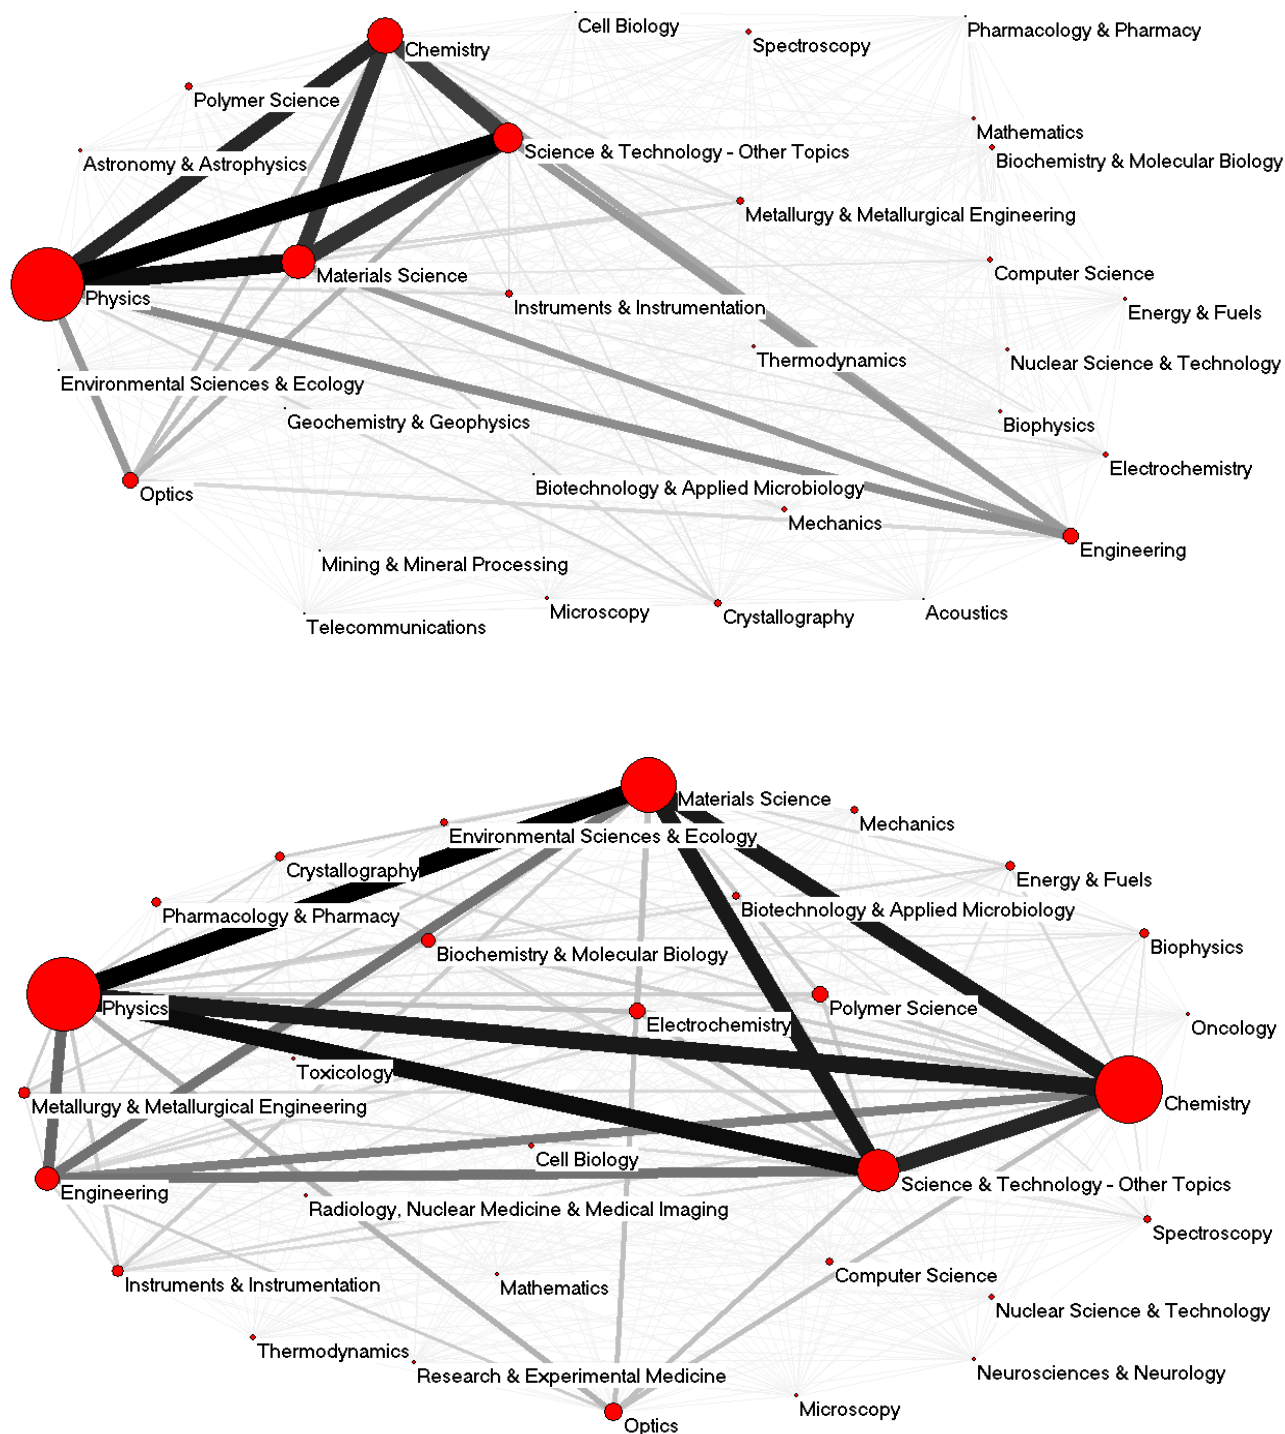 Cell Biology
Pharmacology & Pharmacy
Chemistry
Spectroscopy
Polymer Science
Mathematics
Science & Technology - Other Topics
Astronomy & Astrophysics
Biochemistry & Molecular Biology
Metallurgy & Metallurgical Engineering
Materials Science
Computer Science
Physics
Instruments & Instrumentation
Energy & Fuels
Thermodynamics
Nuclear Science & Technology
Environmental Sciences & Ecology
Geochemistry & Geophysics
Biophysics
Electrochemistry
Optics
Biotechnology & Applied Microbiology
Mechanics
Engineering
Mining & Mineral Processing
Microscopy
Crystallography
Acoustics
Telecommunications
Materials Science
Mechanics
Environmental Sciences & Ecology
Crystallography
Energy & Fuels
Pharmacology & Pharmacy
Biotechnology & Applied Microbiology
Biophysics
Biochemistry & Molecular Biology
Physics
Polymer Science
Electrochemistry
Oncology
Toxicology
Metallurgy & Metallurgical Engineering
Chemistry
Cell Biology
Engineering
Science & Technology - Other Topics
Radiology, Nuclear Medicine & Medical Imaging
Spectroscopy
Instruments & Instrumentation
Mathematics
Computer Science
Nuclear Science & Technology
Thermodynamics
Research & Experimental Medicine
Neurosciences & Neurology
Microscopy
Optics